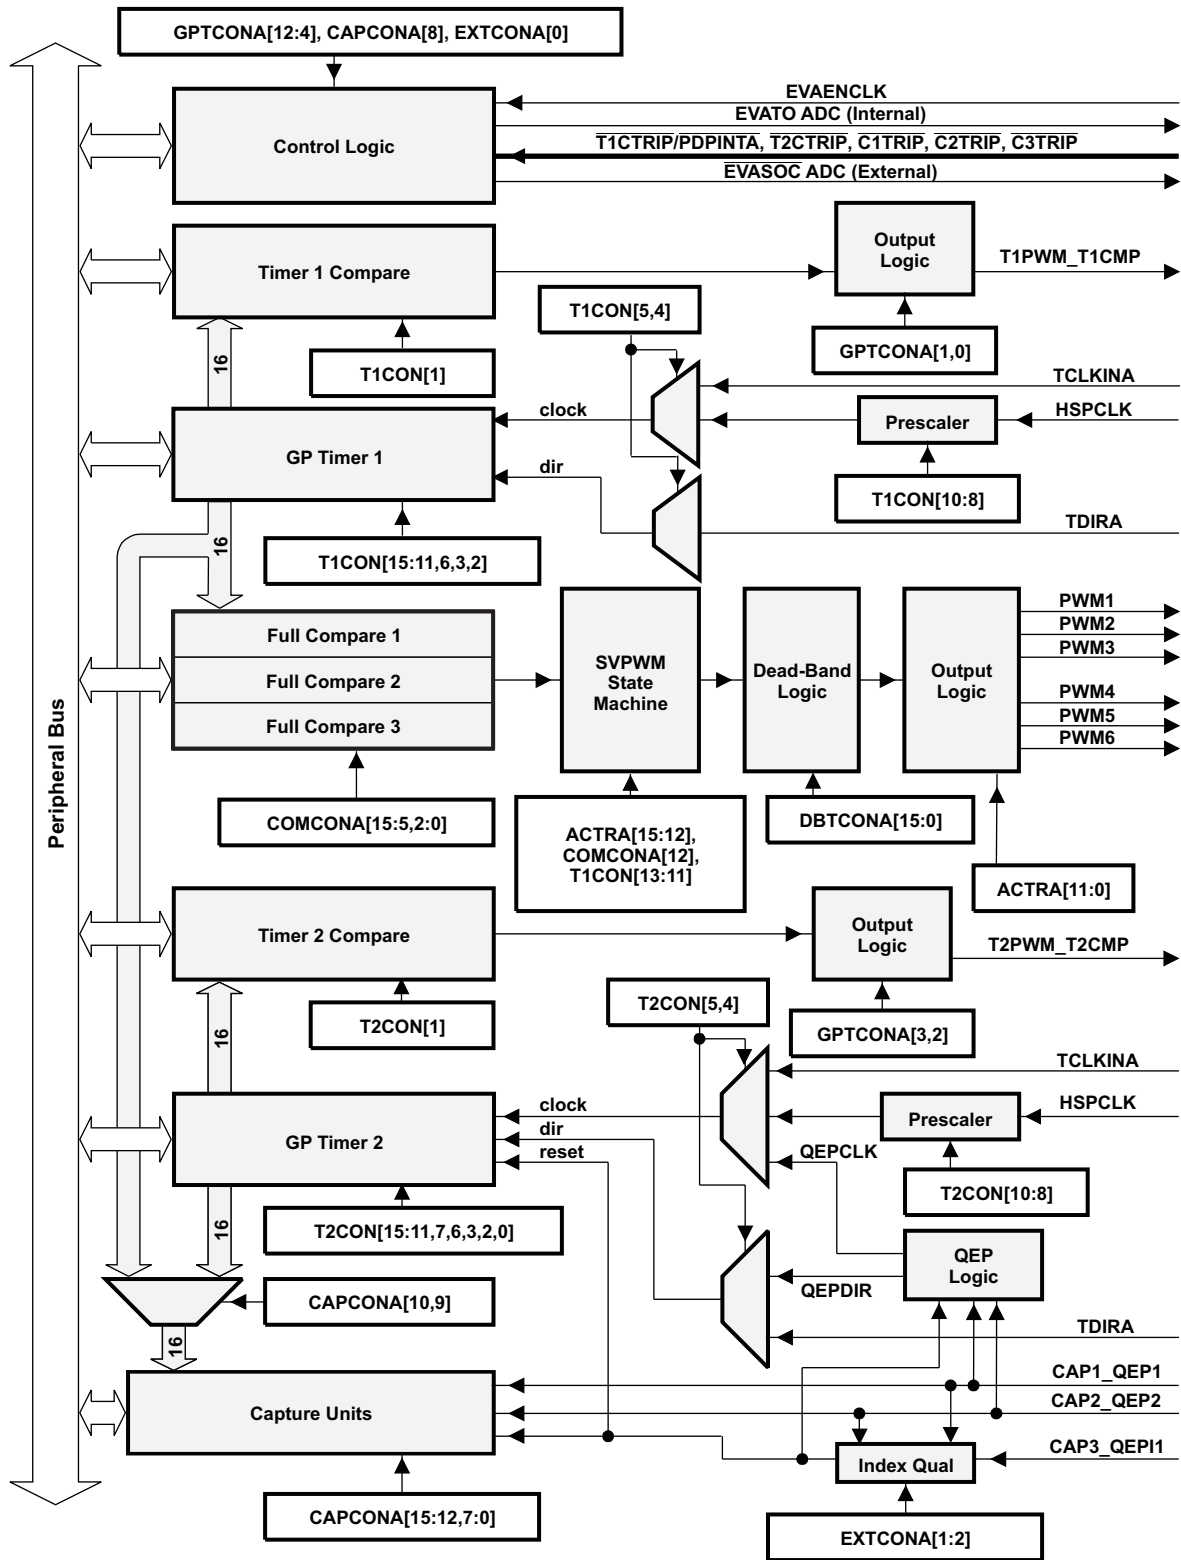 GPTCONA[12:4], CAPCONA[8], EXTCONA[0]
Control Logic
EVAENCLK
EVATO ADC (Internal)
T1CTRIP/PDPINTA, T2CTRIP, C1TRIP, C2TRIP, C3TRIP
EVASOC ADC (External)
Timer 1 Compare
Output
Logic
T1PWM_T1CMP
T1CON[5,4]
GPTCONA[1,0]
16
T1CON[1]
TCLKINA
clock
Prescaler
HSPCLK
GP Timer 1
dir
T1CON[10:8]
TDIRA
16
T1CON[15:11,6,3,2]
Peripheral Bus
Full Compare 1
Full Compare 2
Full Compare 3
SVPWM
State
Machine
Dead-Band
Logic
Output
Logic
PWM1
PWM2
PWM3
PWM4
PWM5
PWM6
COMCONA[15:5,2:0]
ACTRA[15:12],
COMCONA[12],
T1CON[13:11]
DBTCONA[15:0]
ACTRA[11:0]
Timer 2 Compare
Output
Logic
T2PWM_T2CMP
T2CON[5,4]
GPTCONA[3,2]
16
T2CON[1]
TCLKINA
clock
Prescaler
HSPCLK
GP Timer 2
dir
reset
QEPCLK
T2CON[10:8]
16
T2CON[15:11,7,6,3,2,0]
QEP
Logic
QEPDIR
CAPCONA[10,9]
TDIRA
16
CAP1_QEP1
Capture Units
CAP2_QEP2
Index Qual
CAP3_QEPI1
CAPCONA[15:12,7:0]
EXTCONA[1:2]